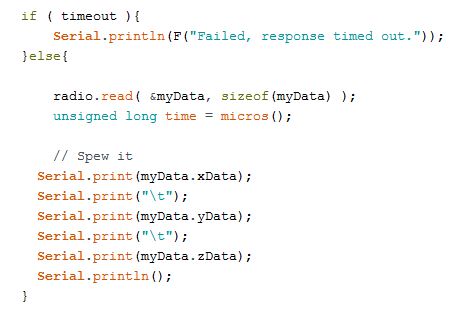 if ( timeout ){
    Serial.println(F("Failed, response timed out."));
}else{

    radio.read( &myData, sizeof(myData) );
    unsigned long time = micros();

    // Spew it
  Serial.print(myData.xData);
  Serial.print("\t");
  Serial.print(myData.yData);
  Serial.print("\t");
  Serial.print(myData.zData);
  Serial.println();
}